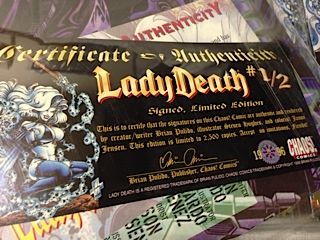 AUTHENTICITY
Certificate of Authenticity
Lady Death #1/2
Signed, Limited Edition
This is to certify that the signatures on this Chaos! Comic are authentic and rendered
by creator/writer Brian Pulido, illustrator Steven Hughes, and colorist Jason
Jensen. This edition is limited to 2,500 copies. Accept no imitations,
Brian Pulido, Publisher, Chaos! Comics
CHAOS!
COMICS
LADY DEATH IS A REGISTERED TRADEMARK OF BRIAN PULIDO CHAOS COMICS TRADEMARK & COPYRIGHT